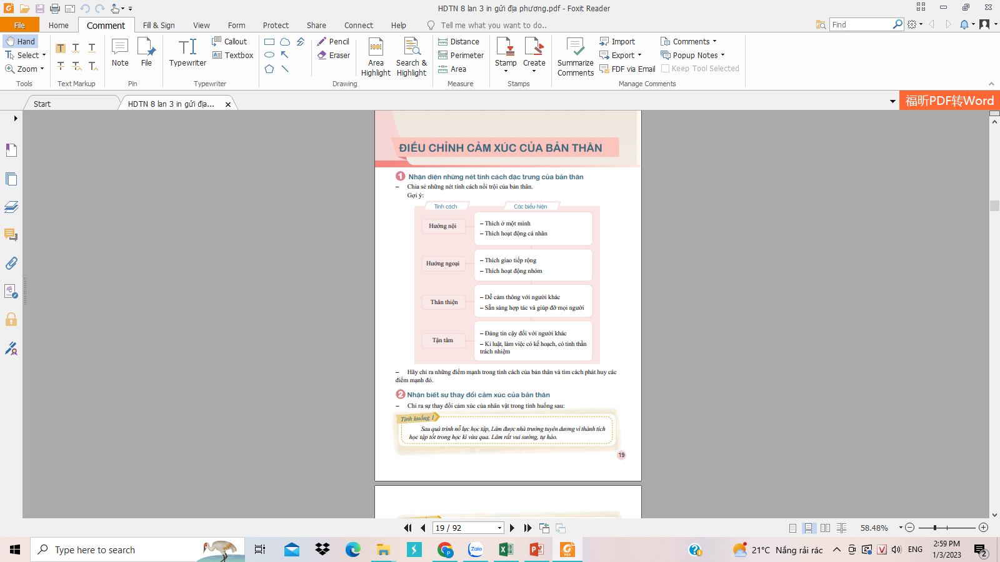 HDTN 8 lan 3 in gửi địa phương.pdf - Foxit Reader
File Home Comment Fill & Sign View Form Protect Share Connect Help Tell me what you want to do.. Find
Hand
Select
Zoom
Tools
Text Markup
Note
File
Pin
Typewriter
Callout
Textbox
Typewriter
Pencil
Eraser
Area
Highlight
Search &
Highlight
Drawing
Distance
Perimeter
Area
Measure
Stamp
Create
Stamps
Summarize
Comments
Import
Export
FDF via Email
Comments
Popup Notes
Keep Tool Selected
Manage Comments
Start
HDTN 8 lan 3 in gửi địa...
福昕PDF转Word
ĐIỀU CHỈNH CẢM XÚC CỦA BẢN THÂN
1 Nhận diện những nét tính cách đặc trưng của bản thân
– Chia sẻ những nét tính cách nổi trội của bản thân.
Gợi ý:
Tính cách Các biểu hiện
Hướng nội
– Thích ở một mình
– Thích hoạt động cá nhân
Hướng ngoại
– Thích giao tiếp rộng
– Thích hoạt động nhóm
Thân thiện
– Dễ cảm thông với người khác
– Sẵn sàng hợp tác và giúp đỡ mọi người
Tận tâm
– Đáng tin cậy đối với người khác
– Kỉ luật, làm việc có kế hoạch, có tinh thần
trách nhiệm
– Hãy chỉ ra những điểm mạnh trong tính cách của bản thân và tìm cách phát huy các
điểm mạnh đó.
2 Nhận biết sự thay đổi cảm xúc của bản thân
– Chỉ ra sự thay đổi cảm xúc của nhân vật trong tình huống sau:
Tình huống 1
Sau quá trình nỗ lực học tập, Lâm được nhà trường tuyên dương vì thành tích
học tập tốt trong học kì vừa qua. Lâm rất vui sướng, tự hào.
19
19 / 92
58.48%
Type here to search
21°C Nắng rải rác
ENG
2:59 PM
1/3/2023
2